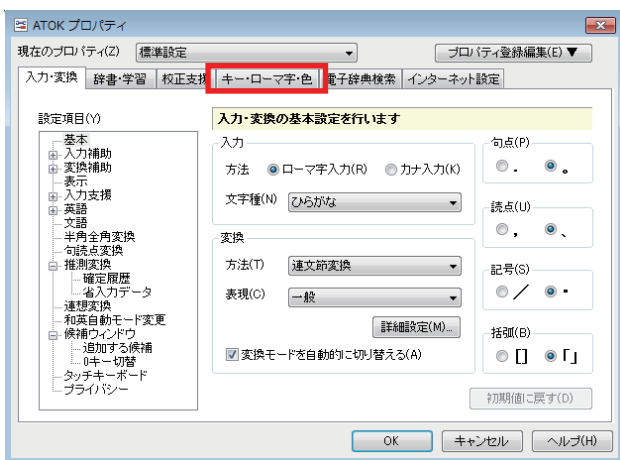 ATOK プロパティ
現在のプロパティ(Z) 標準設定 プロパティ登録編集(E)▼
入力・変換 辞書・学習 校正支援 キー・ローマ字・色 電子辞典検索 インターネット設定
設定項目(Y)
基本
入力補助
変換補助
表示
入力支援
英語
文語
半角全角変換
句読点変換
推測変換
確定履歴
省入力データ
連想変換
和英自動モード変更
候補ウィンドウ
追加する候補
0キー切替
タッチキーボード
プライバシー
入力・変換の基本設定を行います
入力
方法 ローマ字入力(R) カナ入力(K)
文字種(N) ひらがな
変換
方法(T) 連文節変換
表現(C) 一般
詳細設定(M)...
変換モードを自動的に切り替える(A)
句点(P)
. 。
読点(U)
, 、
記号(S)
/ ・
括弧(B)
[] 「」
初期値に戻す(D)
OK キャンセル ヘルプ(H)